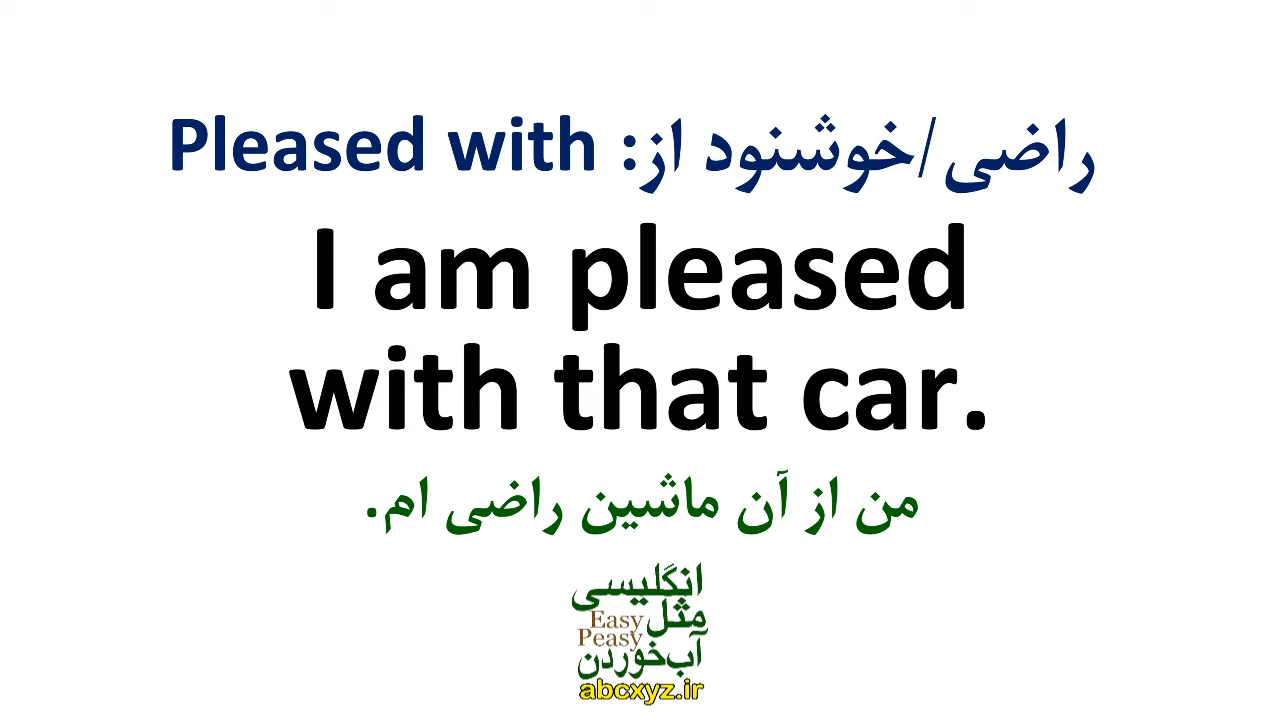 راضی/خوشنود از: Pleased with
I am pleased
with that car.
من از آن ماشین راضی ام.
انگلیسی
مثل Easy
Peasy
آب‌خوردن
abcxyz.ir